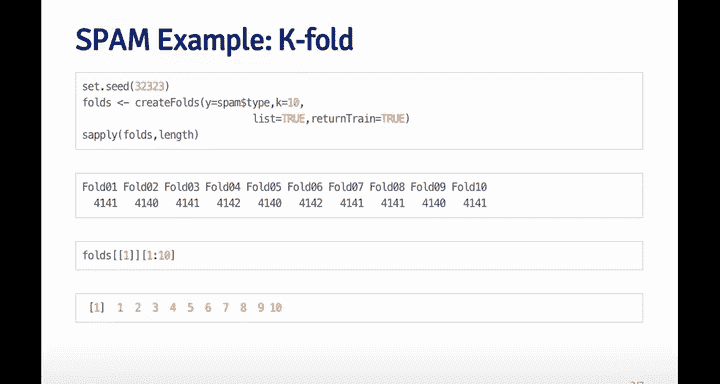 SPAM Example: K-fold
set.seed(32323)
folds <- createFolds(y=spam$type,k=10,
list=TRUE,returnTrain=TRUE)
sapply(folds,length)
Fold01 Fold02 Fold03 Fold04 Fold05 Fold06 Fold07 Fold08 Fold09 Fold10
4141 4140 4141 4142 4140 4142 4141 4141 4140 4141
folds[[1]][1:10]
[1] 1 2 3 4 5 6 7 8 9 10